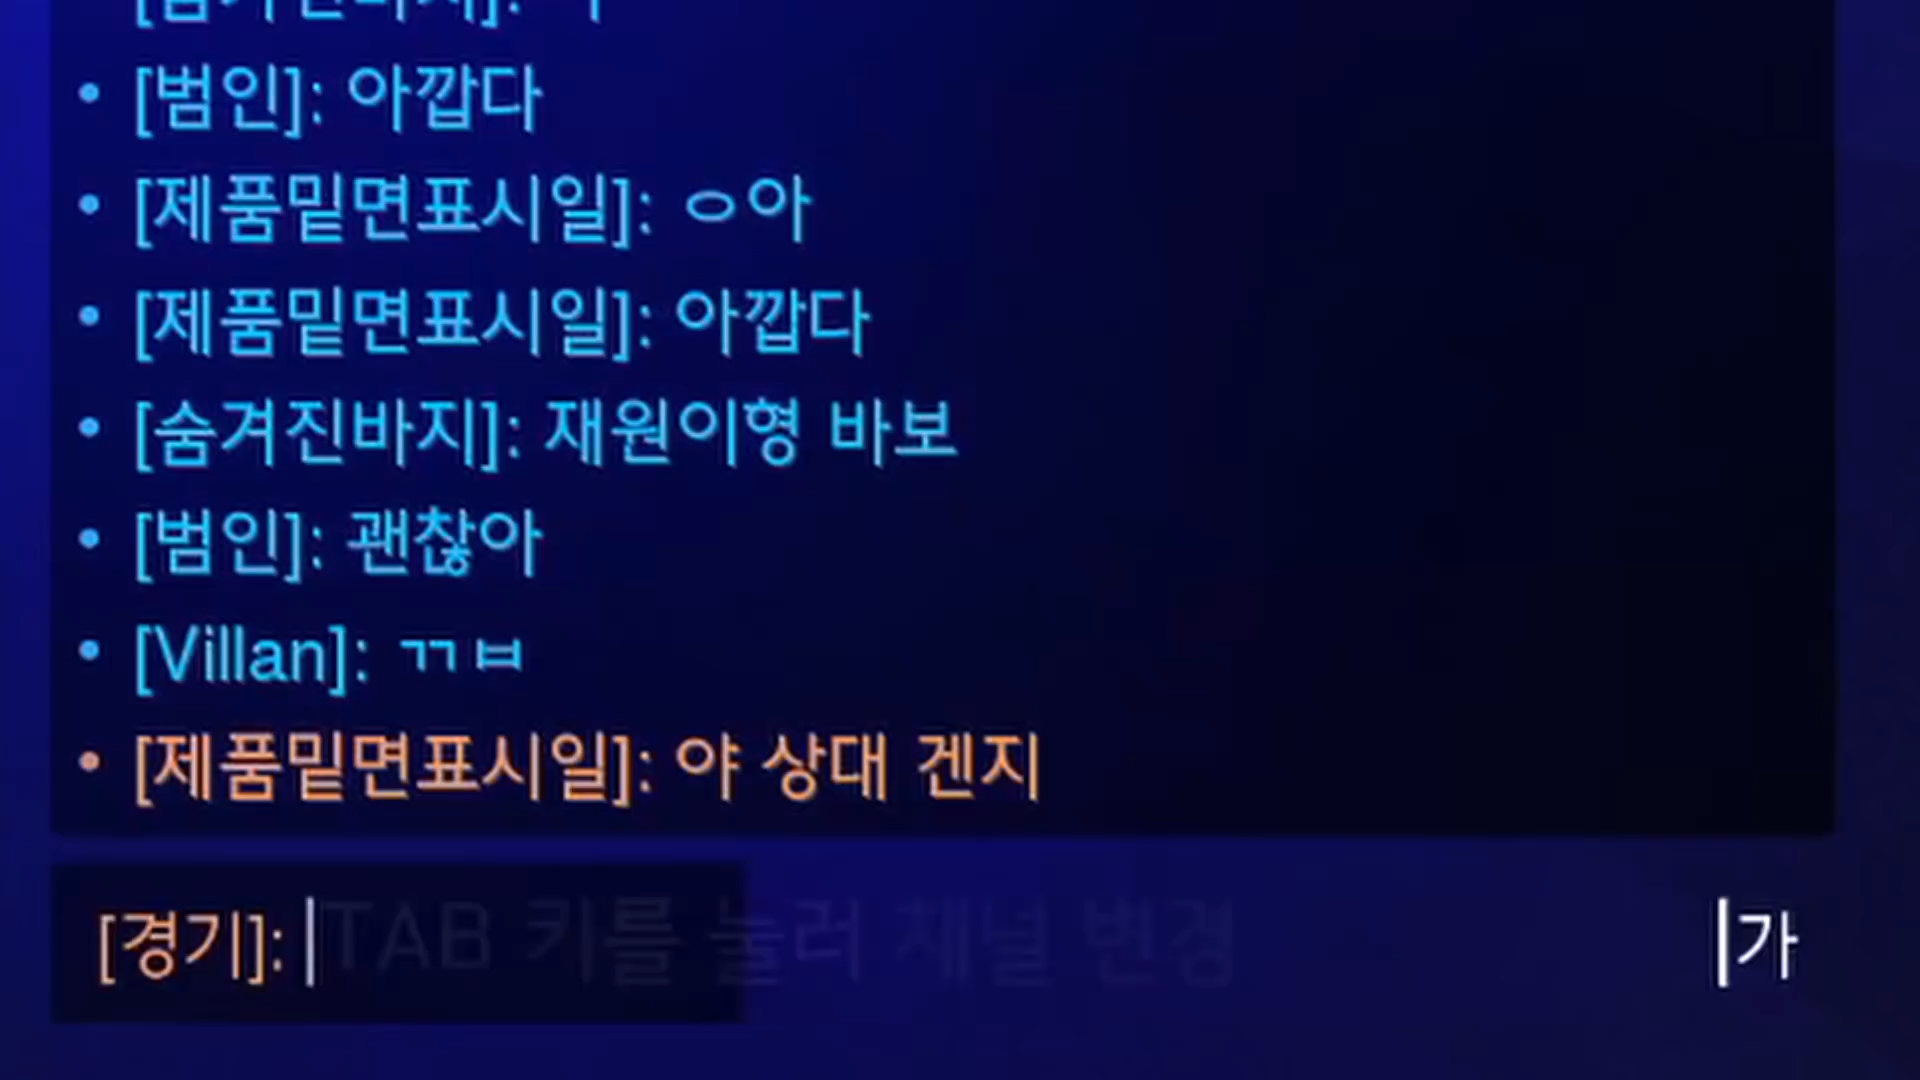 [범인]: 아깝다
[제품밑면표시일]: ㅇ아
[제품밑면표시일]: 아깝다
[숨겨진바지]: 재원이형 바보
[범인]: 괜찮아
[Villan]: ㄲㅂ
[제품밑면표시일]: 야 상대 겐지
[경기]: TAB 키를 눌러 채널 변경
가